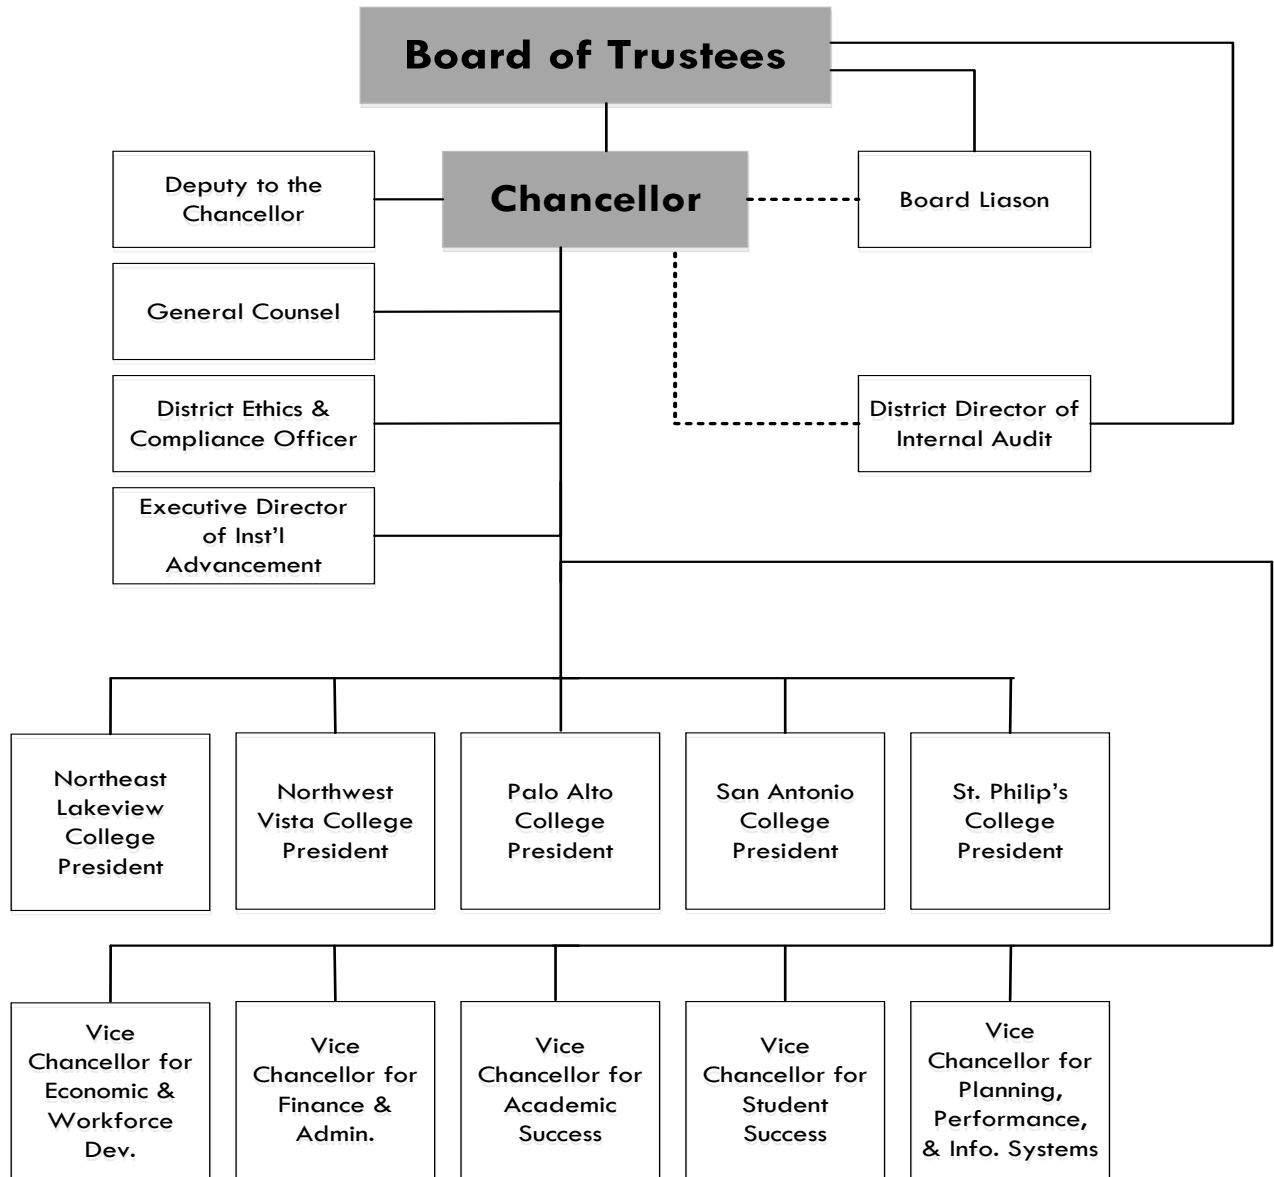 Board of Trustees
Deputy to the
Chancellor
Chancellor
Board Liason
General Counsel
District Ethics &
Compliance Officer
District Director of
Internal Audit
Executive Director
of Inst’l
Advancement
Northeast
Lakeview
College
President
Northwest
Vista College
President
Palo Alto
College
President
San Antonio
College
President
St. Philip’s
College
President
Vice
Chancellor for
Economic &
Workforce
Dev.
Vice
Chancellor for
Finance &
Admin.
Vice
Chancellor for
Academic
Success
Vice
Chancellor for
Student
Success
Vice
Chancellor for
Planning,
Performance,
& Info. Systems